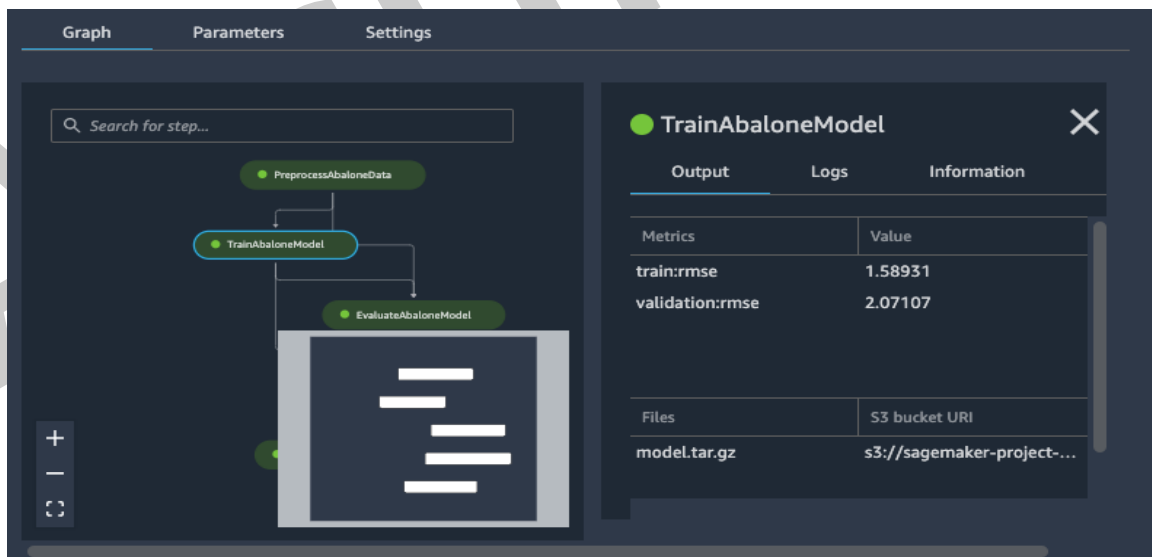 Graph Parameters Settings
Search for step...
PreprocessAbaloneData
TrainAbaloneModel
EvaluateAbaloneModel
TrainAbaloneModel
Output Logs Information
Metrics Value
train:rmse 1.58931
validation:rmse 2.07107
Files S3 bucket URI
model.tar.gz s3://sagemaker-project-...